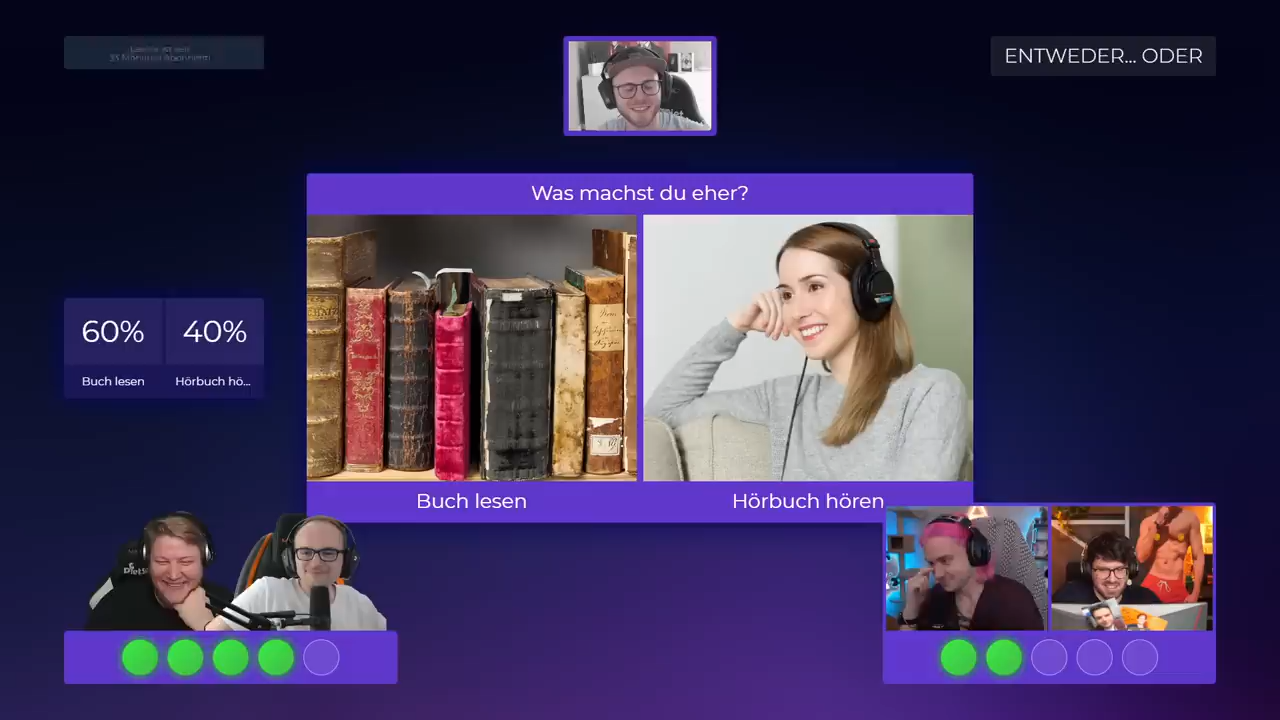 ENTWEDER... ODER
Was machst du eher?
60%
40%
Buch lesen
Hörbuch hö...
Buch lesen
Hörbuch hören